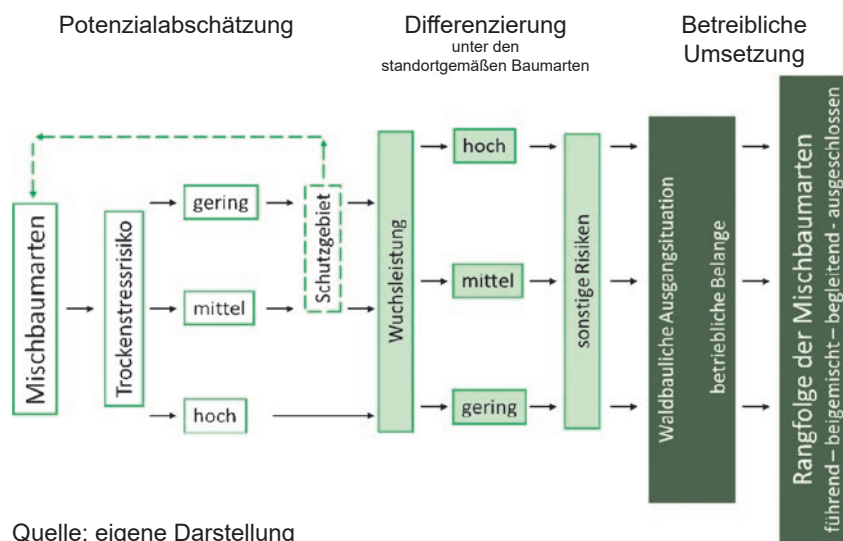 Potenzialabschätzung
Differenzierung
unter den
standortgemäßen Baumarten
Betreibliche
Umsetzung
Mischbaumarten
Trockenstressrisiko
gering
mittel
hoch
Schutzgebiet
Wuchsleistung
hoch
mittel
gering
sonstige Risiken
Waldbauliche Ausgangsituation
betriebliche Belange
Rangfolge der Mischbaumarten
führend – beigemischt – begleitend - ausgeschlossen
Quelle: eigene Darstellung